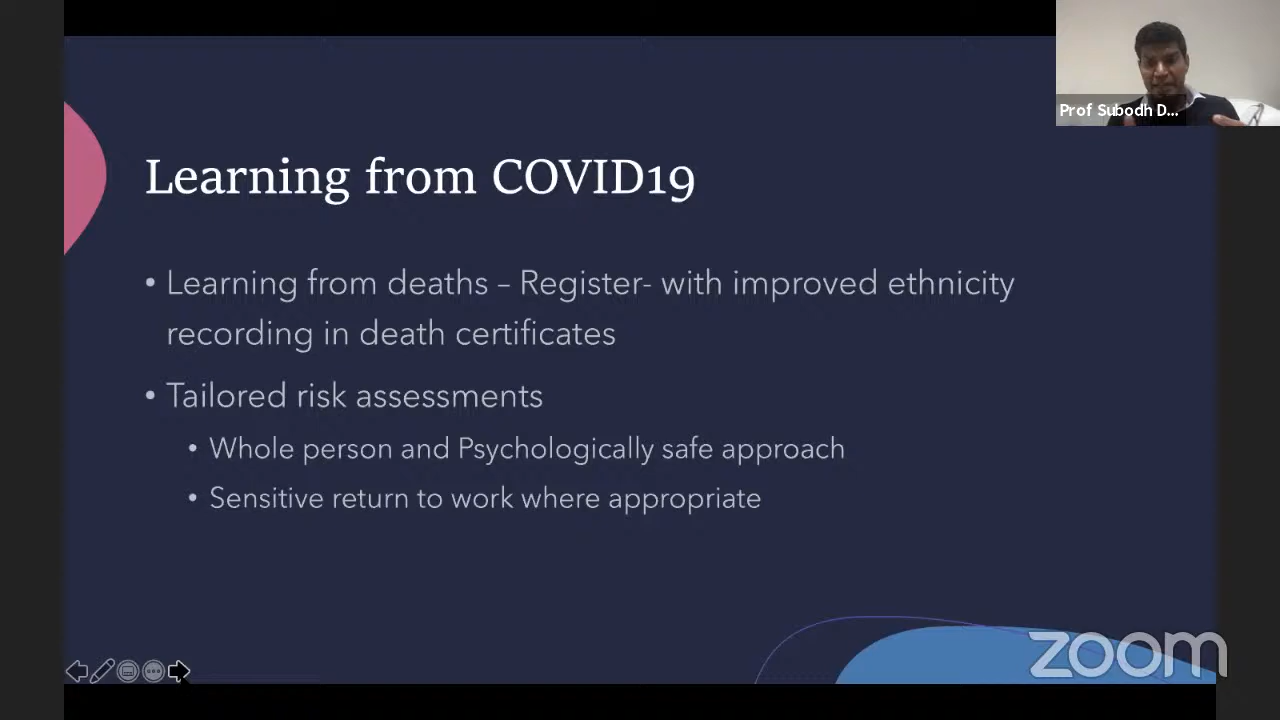 Prof Subodh D...
Learning from COVID19
• Learning from deaths – Register- with improved ethnicity
recording in death certificates
• Tailored risk assessments
• Whole person and Psychologically safe approach
• Sensitive return to work where appropriate
zoom